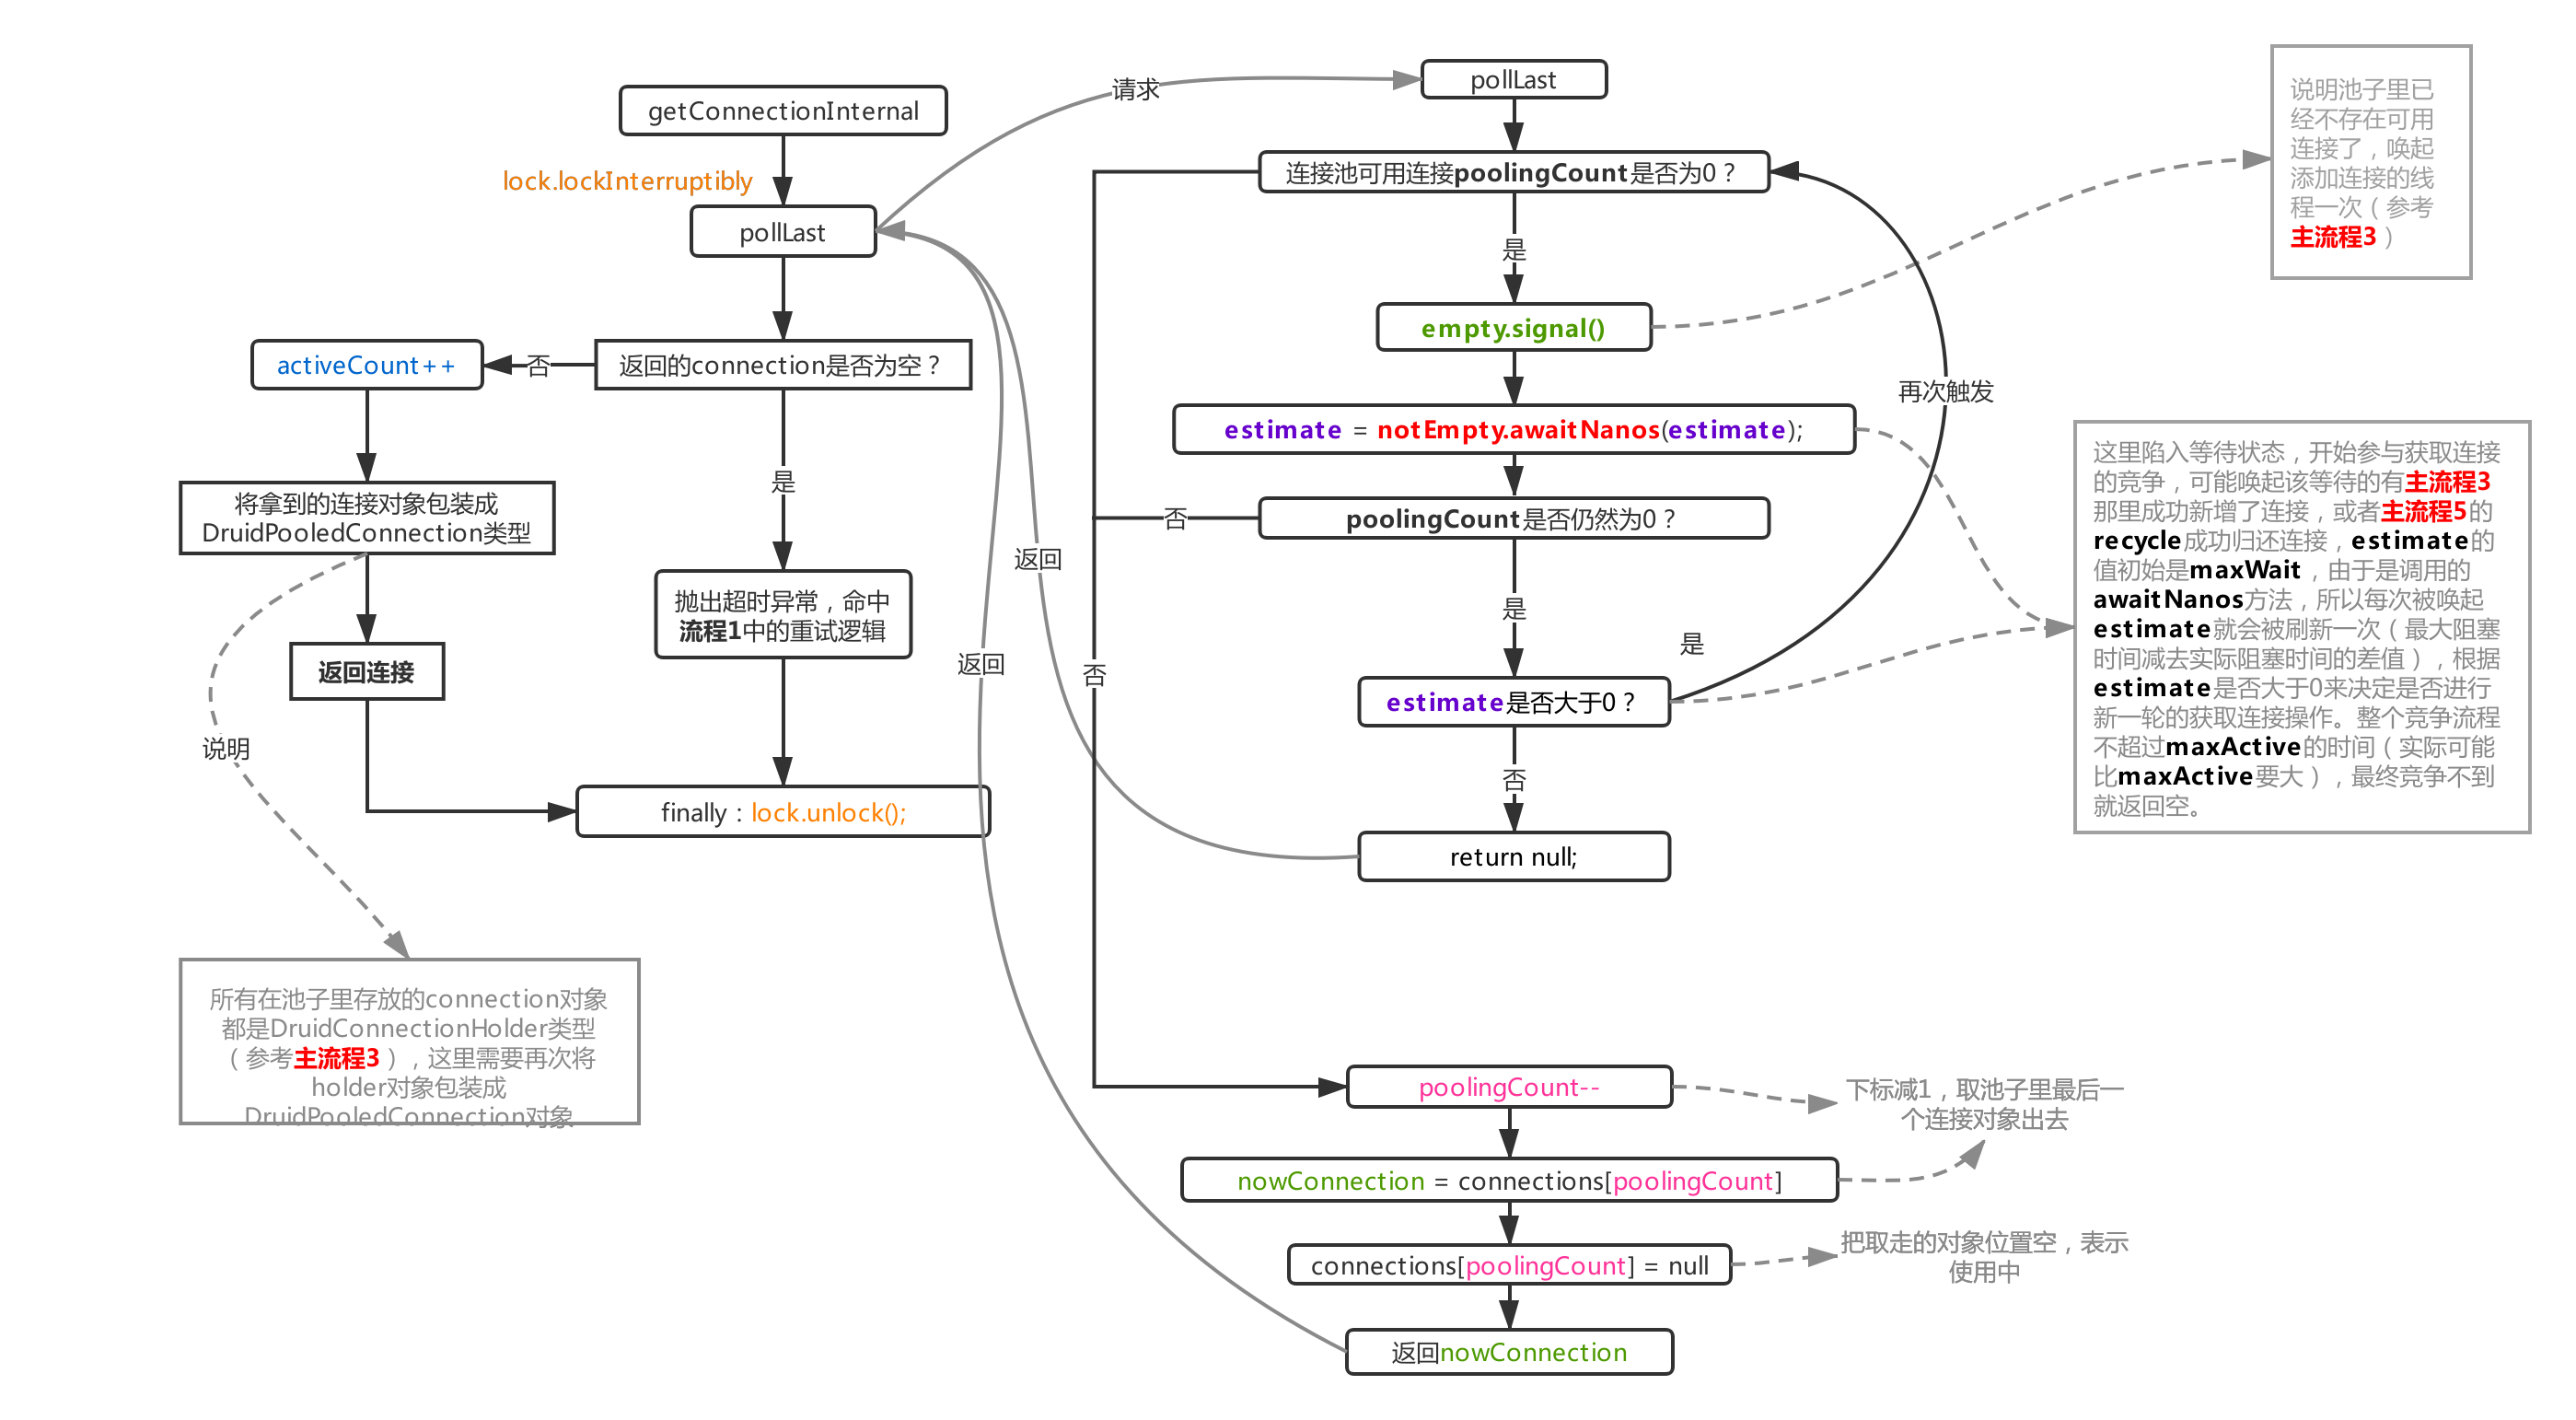 getConnectionInternal
lock.lockInterruptibly
pollLast
返回的connection是否为空？
否
activeCount++
将拿到的连接对象包装成
DruidPooledConnection类型
返回连接
是
抛出超时异常，命中
流程1中的重试逻辑
finally：lock.unlock();
说明
所有在池子里存放的connection对象
都是DruidConnectionHolder类型
（参考主流程3），这里需要再次将
holder对象包装成
DruidPooledConnection对象
请求
返回
返回
pollLast
连接池可用连接poolingCount是否为0？
是
empty.signal()
estimate = notEmpty.awaitNanos(estimate);
poolingCount是否仍然为0？
否
是
否
estimate是否大于0？
是
再次触发
否
return null;
poolingCount--
nowConnection = connections[poolingCount]
connections[poolingCount] = null
返回nowConnection
下标减1，取池子里最后一
个连接对象出去
把取走的对象位置空，表示
使用中
说明池子里已
经不存在可用
连接了，唤起
添加连接的线
程一次（参考
主流程3）
这里陷入等待状态，开始参与获取连接
的竞争，可能唤起该等待的有主流程3
那里成功新增了连接，或者主流程5的
recycle成功归还连接，estimate的
值初始是maxWait，由于是调用的
awaitNanos方法，所以每次被唤起
estimate就会被刷新一次（最大阻塞
时间减去实际阻塞时间的差值），根据
estimate是否大于0来决定是否进行
新一轮的获取连接操作。整个竞争流程
不超过maxActive的时间（实际可能
比maxActive要大），最终竞争不到
就返回空。